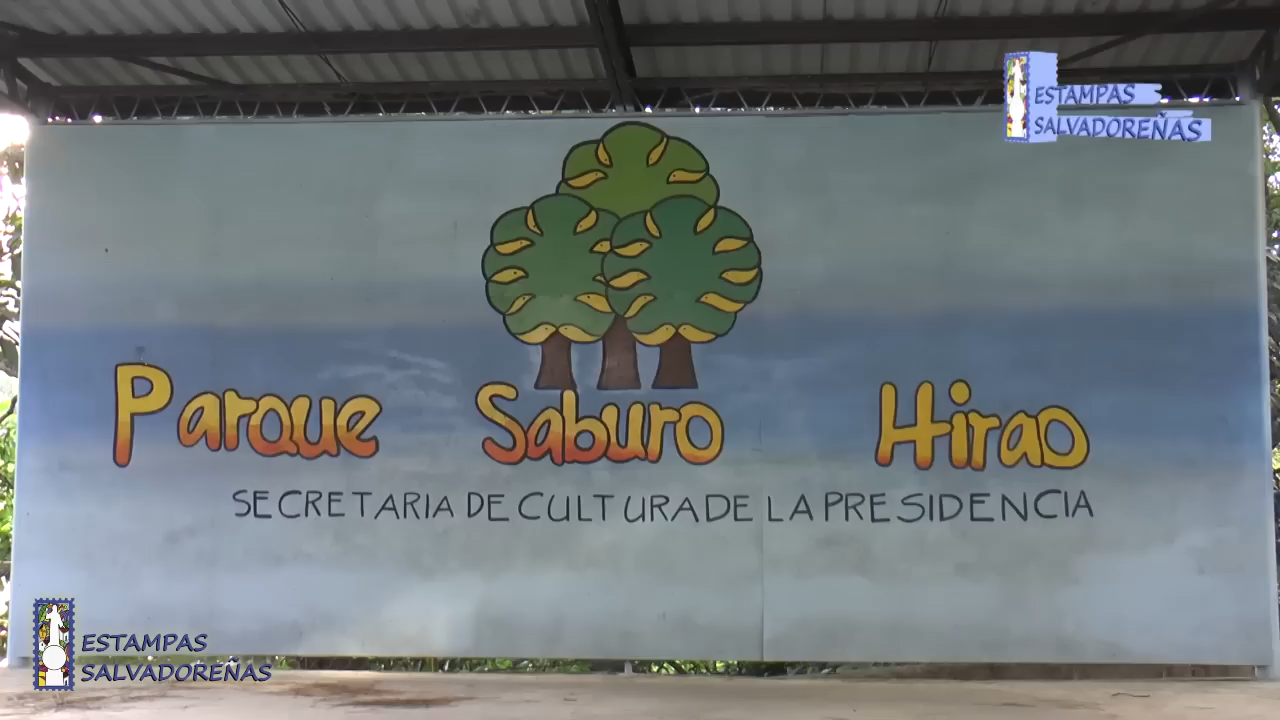 ESTAMPAS
SALVADOREÑAS
Parque Saburo Hirao
SECRETARIA DE CULTURA DE LA PRESIDENCIA
ESTAMPAS
SALVADOREÑAS